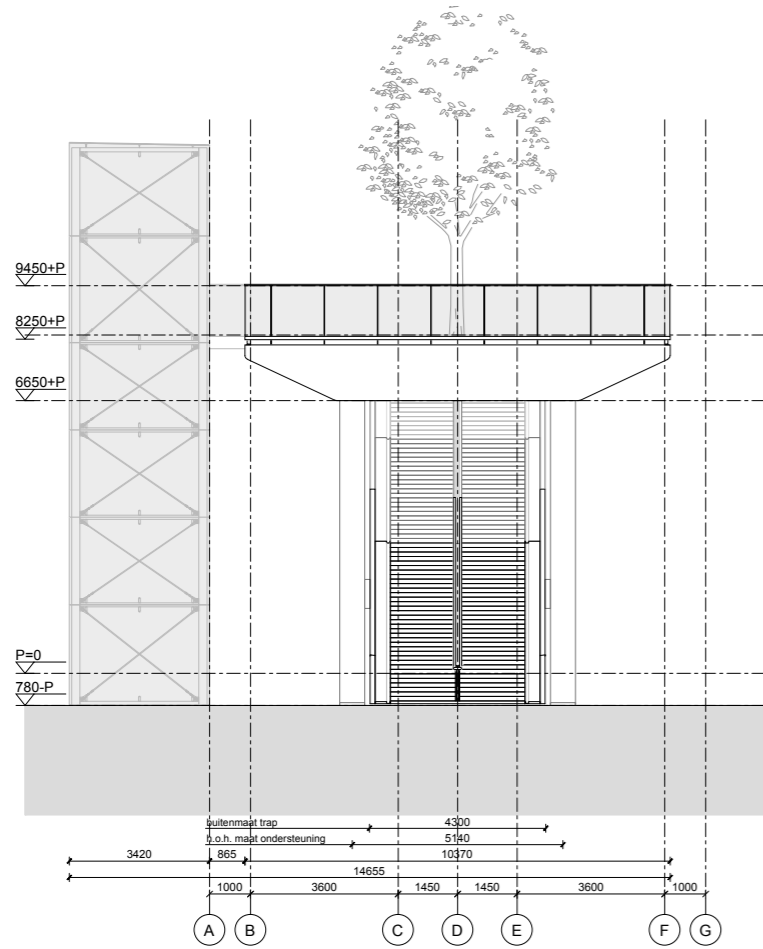 9450+P
8250+P
6650+P
P=0
780-P
buitenmaat trap 4300
h.o.h. maat ondersteuning 5140
3420 865 10370
14655
1000 3600 1450 1450 3600 1000
A B C D E F G